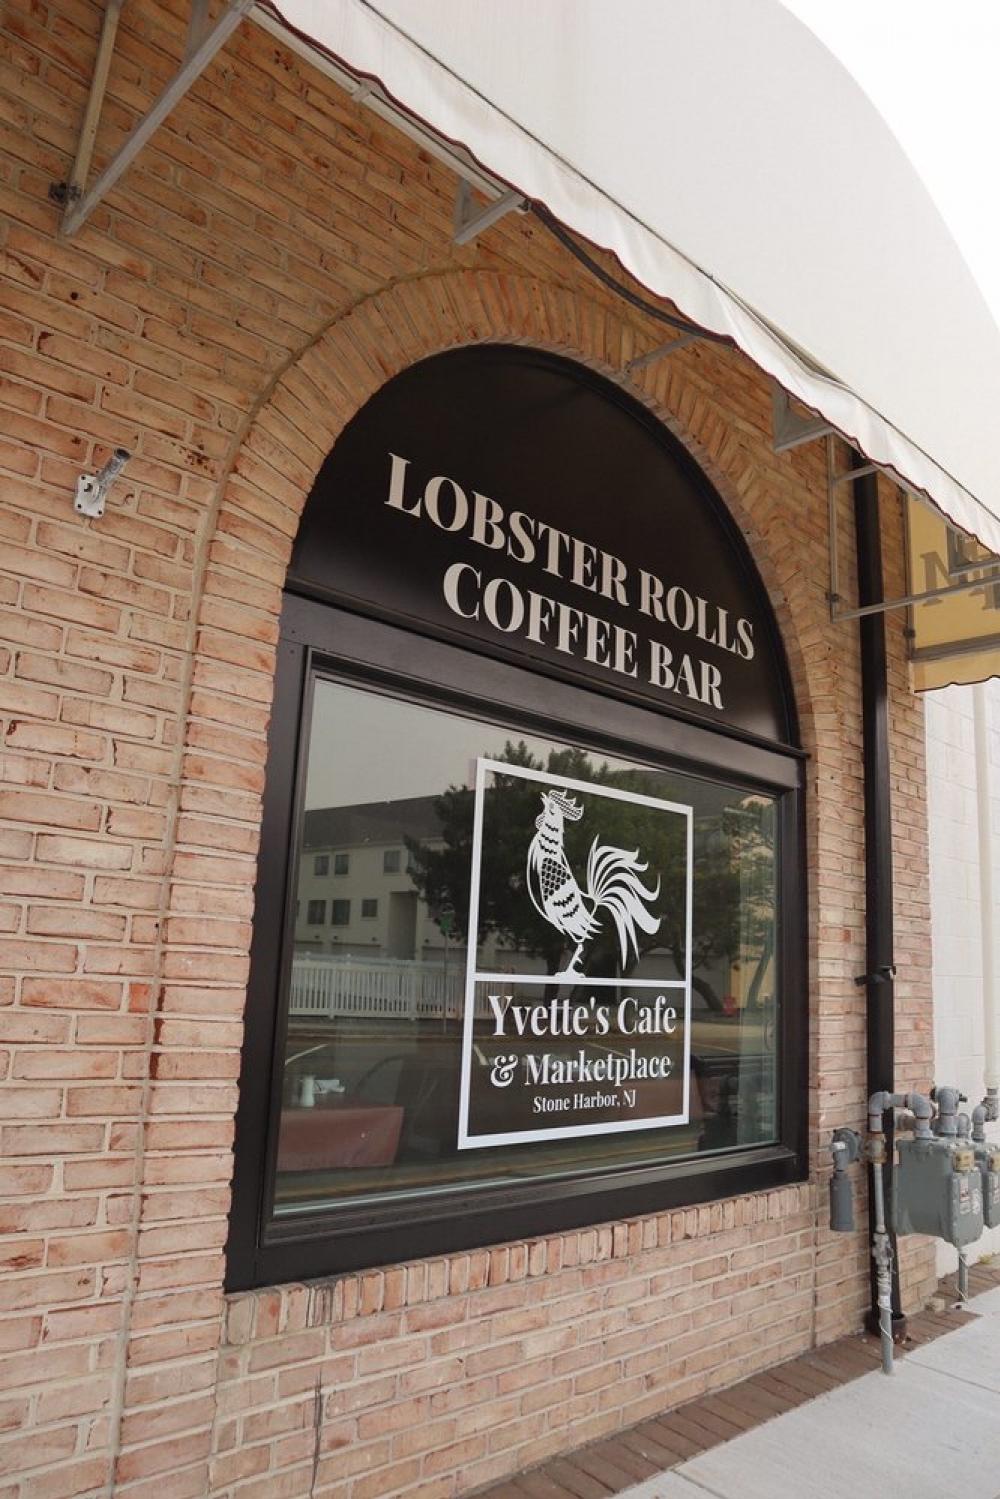 LOBSTER ROLLS
COFFEE BAR
Yvette's Cafe
& Marketplace
Stone Harbor, NJ